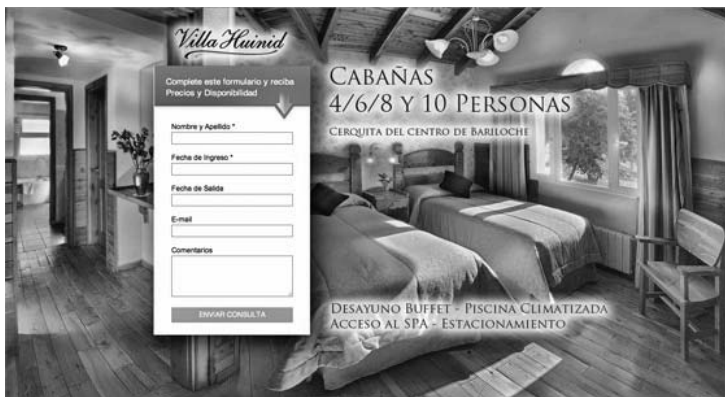 Villa Huinid
Complete este formulario y reciba
Precios y Disponibilidad
Nombre y Apellido *
Fecha de Ingreso *
Fecha de Salida
E-mail
Comentarios
ENVIAR CONSULTA
CABAÑAS
4/6/8 Y 10 PERSONAS
CERQUITA DEL CENTRO DE BARILOCHE
DESAYUNO BUFFET - PISCINA CLIMATIZADA
ACCESO AL SPA - ESTACIONAMIENTO